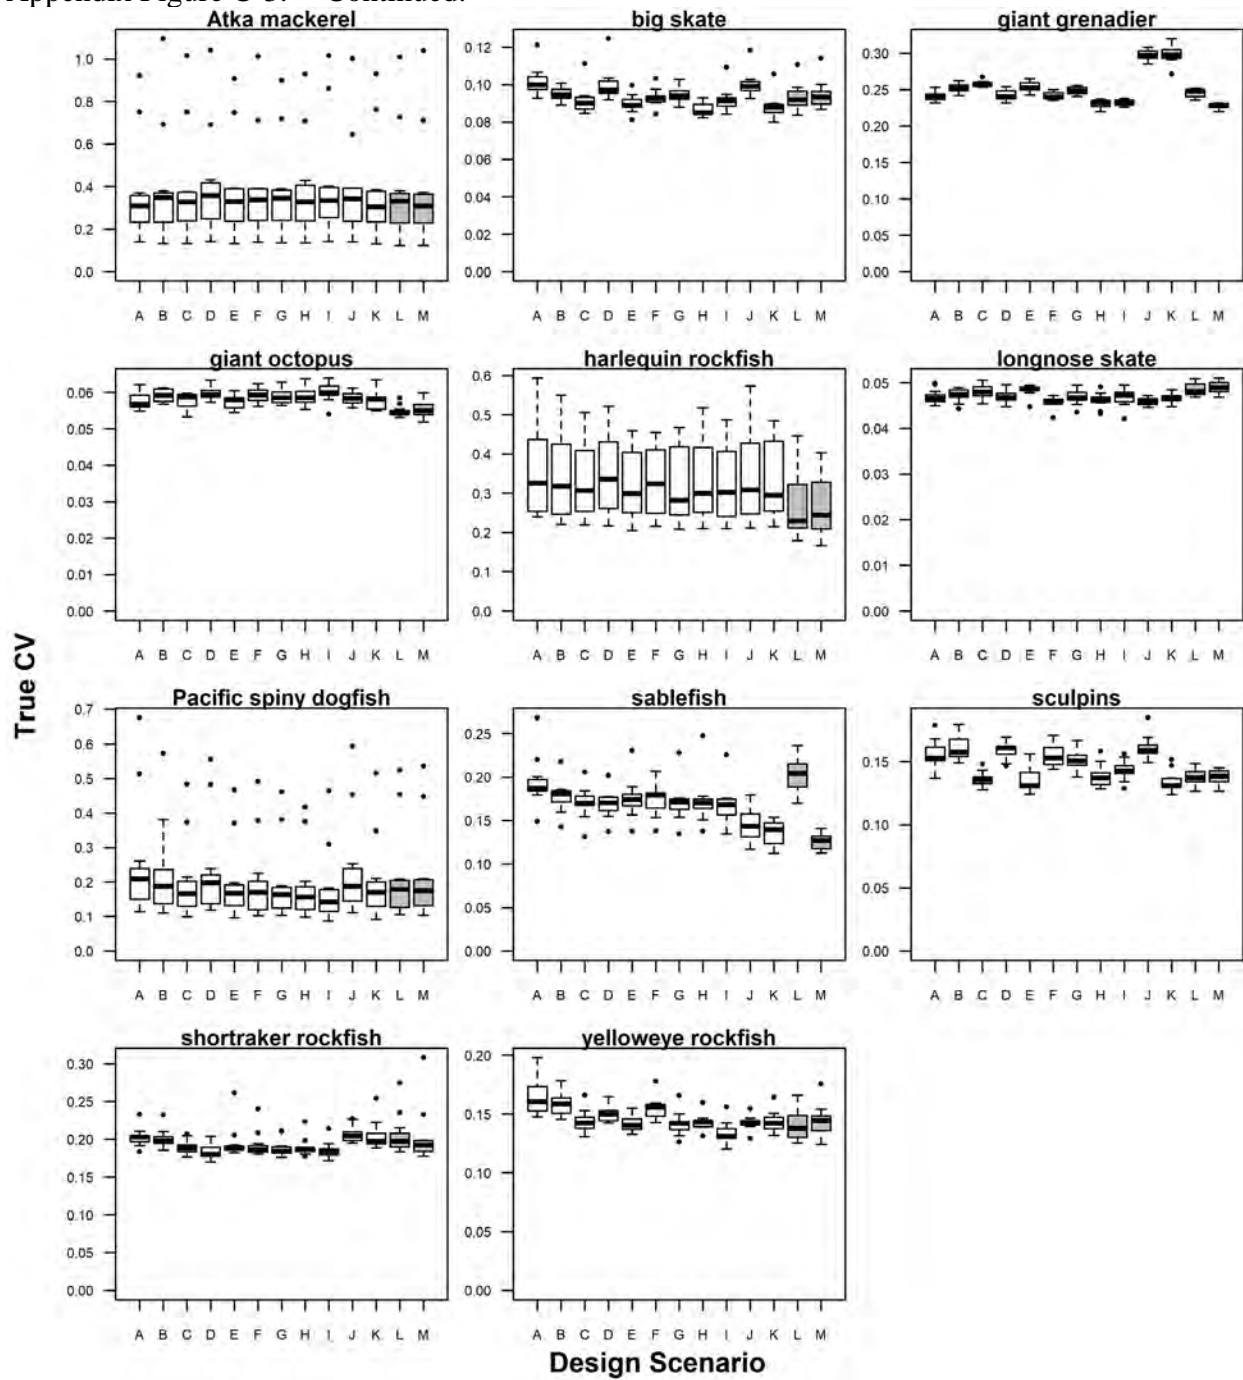 Appendix Figure C-3. -- Continued.
Atka mackerel big skate giant grenadier
1.0 0.8 0.6 0.4 0.2 0.0
0.12 0.10 0.08 0.06 0.04 0.02 0.00
0.30 0.25 0.20 0.15 0.10 0.05 0.00
A B C D E F G H I J K L M
A B C D E F G H I J K L M
A B C D E F G H I J K L M
giant octopus harlequin rockfish longnose skate
0.06 0.05 0.04 0.03 0.02 0.01 0.00
0.6 0.5 0.4 0.3 0.2 0.1 0.0
0.05 0.04 0.03 0.02 0.01 0.00
A B C D E F G H I J K L M
A B C D E F G H I J K L M
A B C D E F G H I J K L M
True CV
Pacific spiny dogfish sablefish sculpins
0.7 0.6 0.5 0.4 0.3 0.2 0.1 0.0
0.25 0.20 0.15 0.10 0.05 0.00
0.15 0.10 0.05 0.00
A B C D E F G H I J K L M
A B C D E F G H I J K L M
A B C D E F G H I J K L M
shortraker rockfish yelloweye rockfish
0.30 0.25 0.20 0.15 0.10 0.05 0.00
0.20 0.15 0.10 0.05 0.00
A B C D E F G H I J K L M
A B C D E F G H I J K L M
Design Scenario